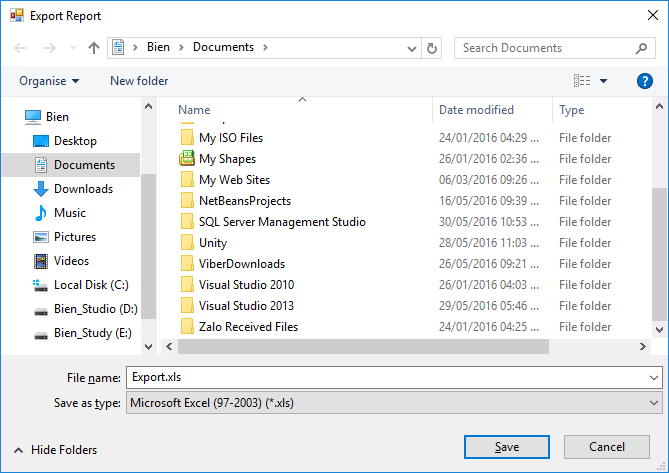 Export Report
Bien > Documents >
Search Documents
Organise
New folder
Bien
Desktop
Documents
Downloads
Music
Pictures
Videos
Local Disk (C:)
Bien_Studio (D:)
Bien_Study (E:)
Name Date modified Type
My ISO Files 24/01/2016 04:29 ... File folder
My Shapes 26/01/2016 02:36 ... File folder
My Web Sites 06/03/2016 09:26 ... File folder
NetBeansProjects 16/05/2016 09:39 ... File folder
SQL Server Management Studio 30/05/2016 10:53 ... File folder
Unity 28/05/2016 11:03 ... File folder
ViberDownloads 26/05/2016 09:21 ... File folder
Visual Studio 2010 26/01/2016 04:03 ... File folder
Visual Studio 2013 29/05/2016 05:46 ... File folder
Zalo Received Files 24/01/2016 04:25 ... File folder
File name: Export.xls
Save as type: Microsoft Excel (97-2003) (*.xls)
Hide Folders
Save
Cancel